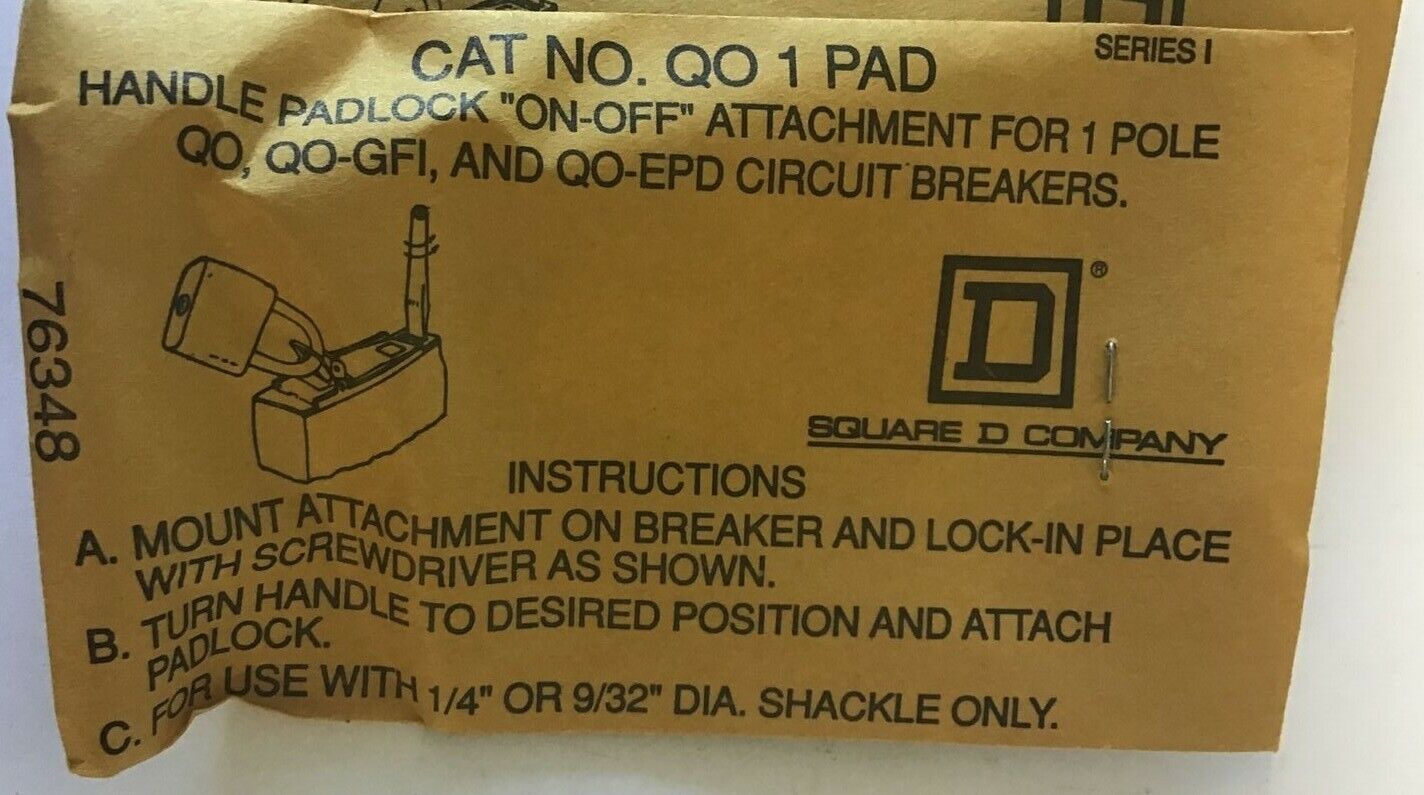 CAT NO. QO 1 PAD
SERIES I
HANDLE PADLOCK "ON-OFF" ATTACHMENT FOR 1 POLE
QO, QO-GFI, AND QO-EPD CIRCUIT BREAKERS.
76348
D ®
SQUARE D COMPANY
INSTRUCTIONS
A. MOUNT ATTACHMENT ON BREAKER AND LOCK-IN PLACE
WITH SCREWDRIVER AS SHOWN.
B. TURN HANDLE TO DESIRED POSITION AND ATTACH
PADLOCK.
C. FOR USE WITH 1/4" OR 9/32" DIA. SHACKLE ONLY.